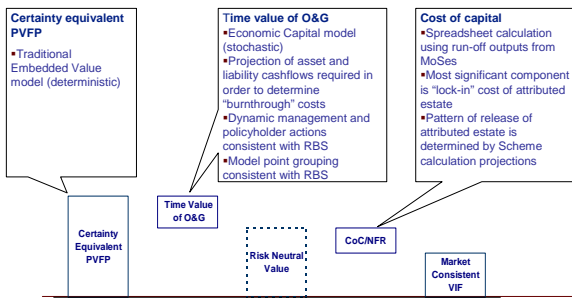 Certainty equivalent
PVFP
▪Traditional
Embedded Value
model (deterministic)
Time value of O&G
▪Economic Capital model
(stochastic)
▪Projection of asset and
liability cashflows required in
order to determine
“burnthrough” costs
▪Dynamic management and
policyholder actions
consistent with RBS
▪Model point grouping
consistent with RBS
Cost of capital
▪Spreadsheet calculation
using run-off outputs from
MoSes
▪Most significant component
is “lock-in” cost of attributed
estate
▪Pattern of release of
attributed estate is
determined by Scheme
calculation projections
Certainty
Equivalent
PVFP
Time Value
of O&G
Risk Neutral
Value
CoC/NFR
Market
Consistent
VIF